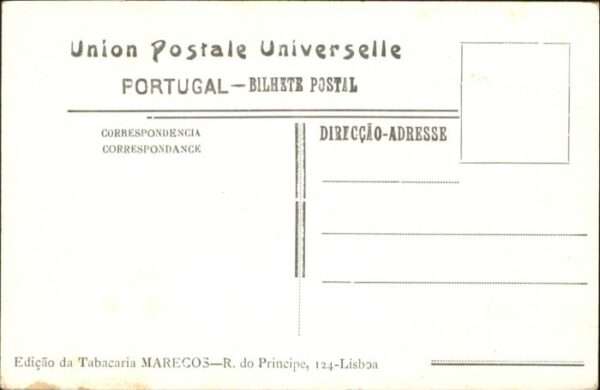 Union Postale Universelle
PORTUGAL—BILHETE POSTAL
CORRESPONDENCIA
CORRESPONDANCE
DIRECÇÃO-ADRESSE
Edição da Tabacaria MARECOS—R. do Principe, 124-Lisboa